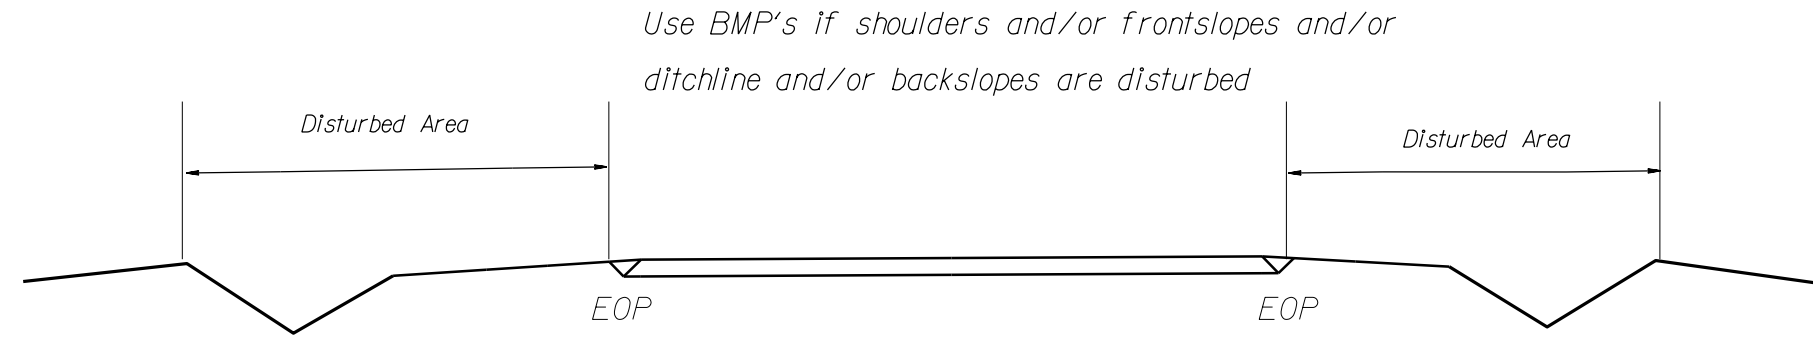 Use BMP's if shoulders and/or frontslopes and/or
ditchline and/or backslopes are disturbed
Disturbed Area
Disturbed Area
EOP
EOP